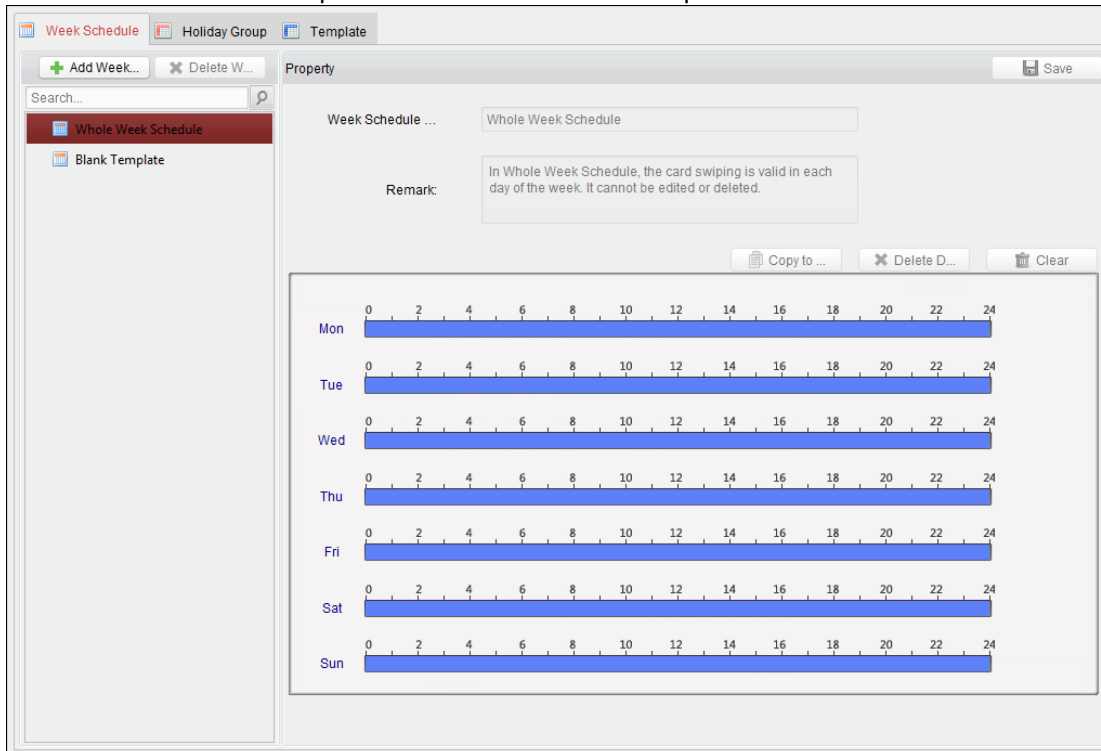 Week Schedule Holiday Group Template
Add Week... Delete W...
Property
Save
Search...
Whole Week Schedule
Blank Template
Week Schedule ... Whole Week Schedule
Remark: In Whole Week Schedule, the card swiping is valid in each
day of the week. It cannot be edited or deleted.
Copy to ... Delete D... Clear
0 2 4 6 8 10 12 14 16 18 20 22 24
Mon
0 2 4 6 8 10 12 14 16 18 20 22 24
Tue
0 2 4 6 8 10 12 14 16 18 20 22 24
Wed
0 2 4 6 8 10 12 14 16 18 20 22 24
Thu
0 2 4 6 8 10 12 14 16 18 20 22 24
Fri
0 2 4 6 8 10 12 14 16 18 20 22 24
Sat
0 2 4 6 8 10 12 14 16 18 20 22 24
Sun